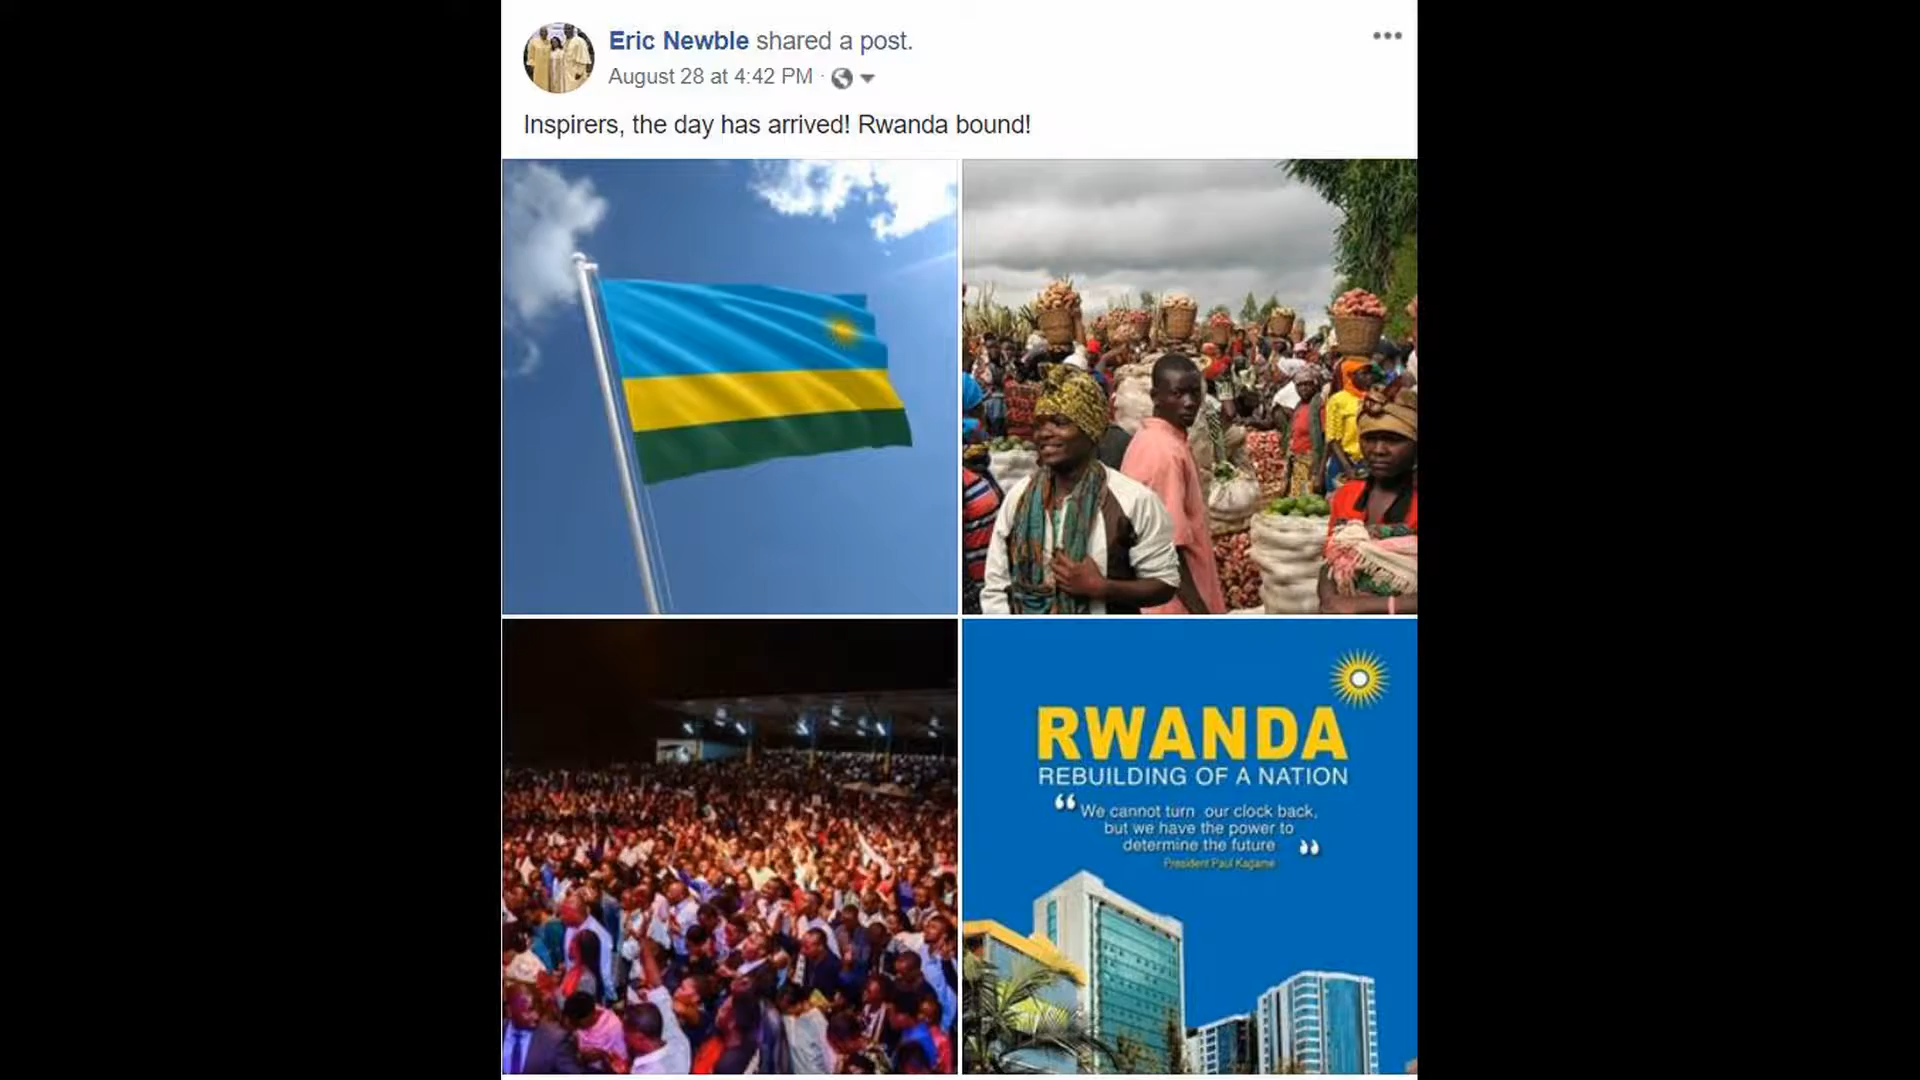 Eric Newble shared a post.
August 28 at 4:42 PM ·
Inspirers, the day has arrived! Rwanda bound!
RWANDA
REBUILDING OF A NATION
“We cannot turn our clock back,
but we have the power to
determine the future”
President Paul Kagame